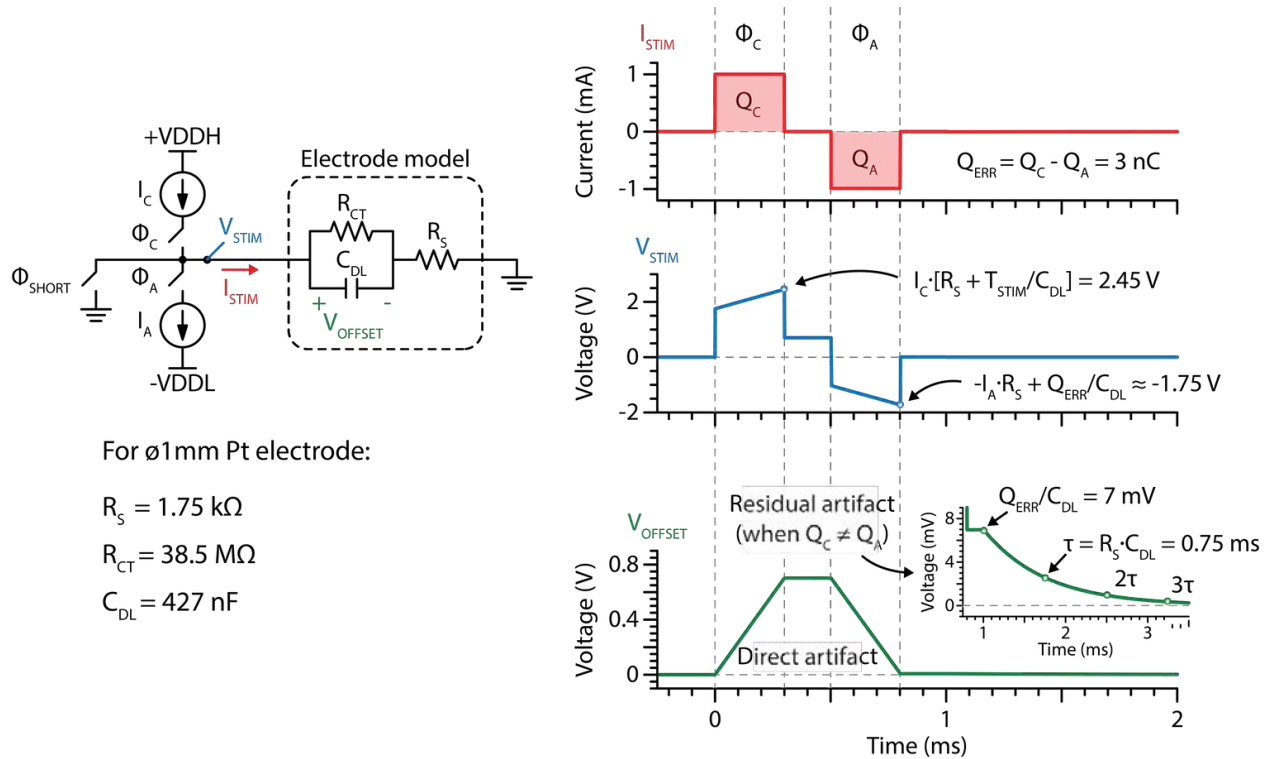 +VDDH
Electrode model
I_C
R_CT
Φ_C
V_STIM
R_S
Φ_SHORT
Φ_A
C_DL
I_STIM
+ -
I_A
V_OFFSET
-VDDL
For ø1mm Pt electrode:
R_S = 1.75 kΩ
R_CT = 38.5 MΩ
C_DL = 427 nF
I_STIM
Φ_C
Φ_A
Current (mA)
1
0
-1
Q_C
Q_A
Q_ERR = Q_C - Q_A = 3 nC
V_STIM
Voltage (V)
2
0
-2
I_C·[R_S + T_STIM/C_DL] = 2.45 V
-I_A·R_S + Q_ERR/C_DL ≈ -1.75 V
V_OFFSET
Voltage (V)
0.8
0.4
0
Residual artifact
(when Q_C ≠ Q_A)
Direct artifact
Q_ERR/C_DL = 7 mV
τ = R_S·C_DL = 0.75 ms
2τ
3τ
Voltage (mV)
8
4
0
1 2 3
Time (ms)
0 1 2
Time (ms)